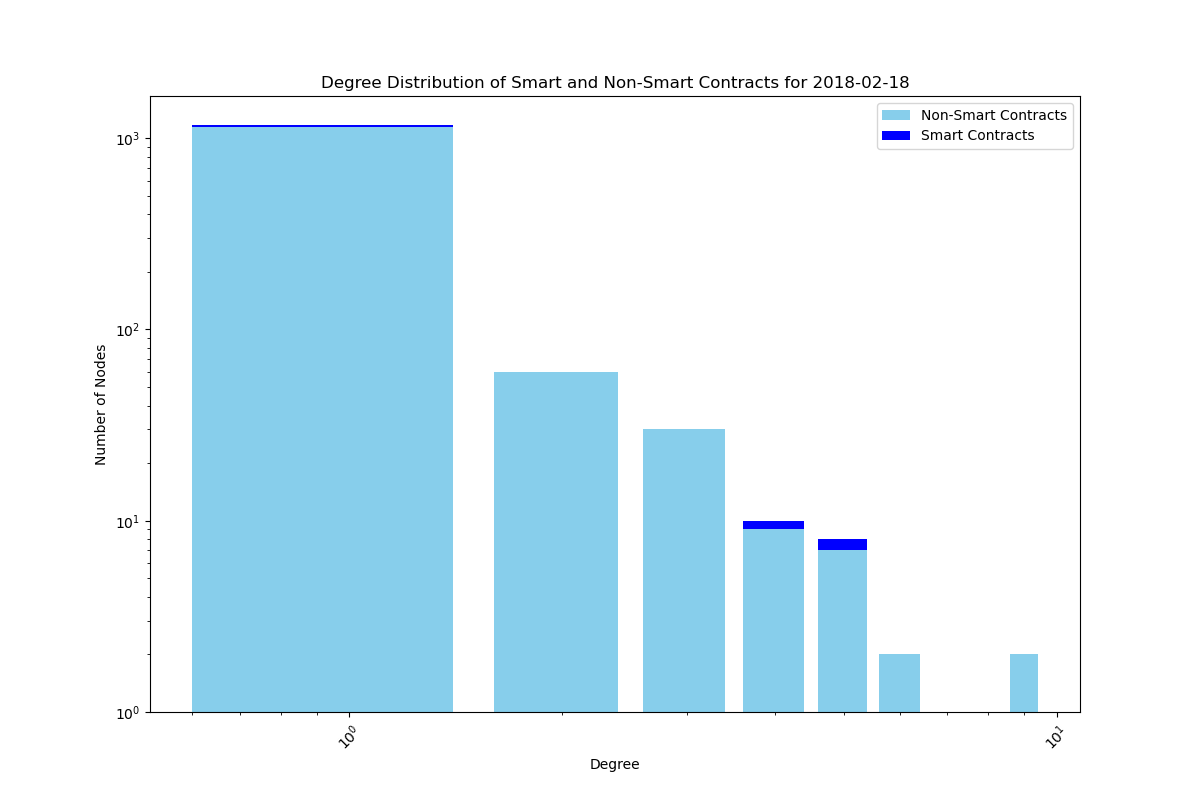 Degree Distribution of Smart and Non-Smart Contracts for 2018-02-18
Non-Smart Contracts
Smart Contracts
10³
10²
10¹
10⁰
Number of Nodes
10⁰
10¹
Degree